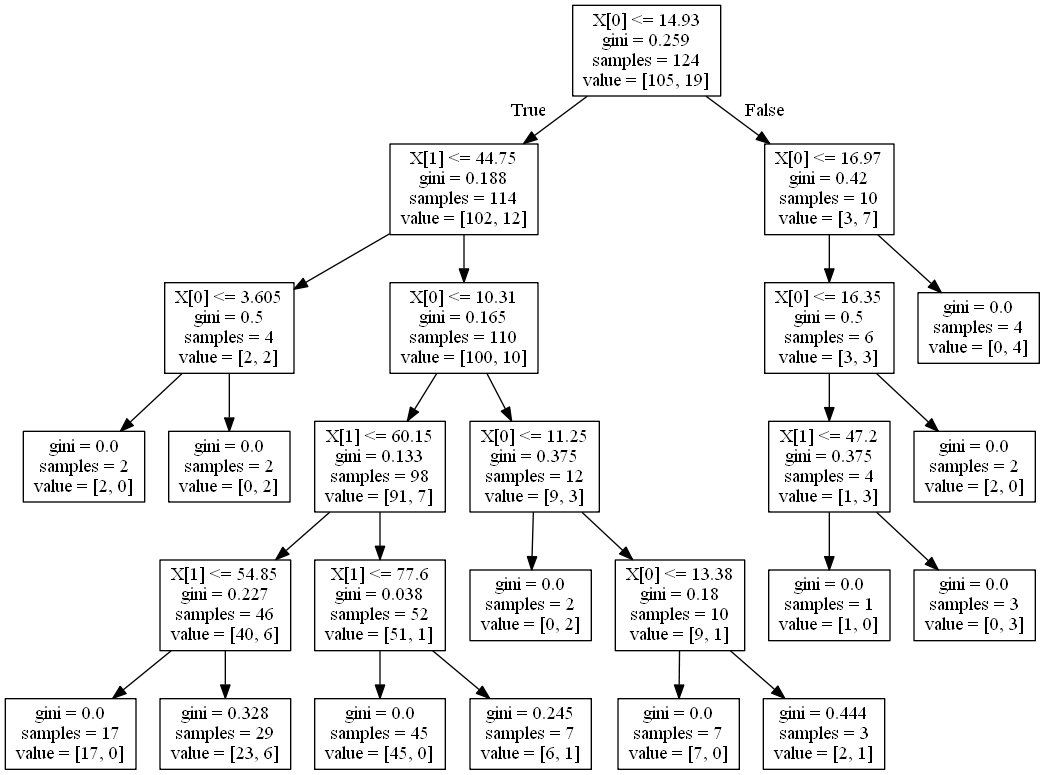 X[0] <= 14.93
gini = 0.259
samples = 124
value = [105, 19]
True
False
X[1] <= 44.75
gini = 0.188
samples = 114
value = [102, 12]
X[0] <= 16.97
gini = 0.42
samples = 10
value = [3, 7]
X[0] <= 3.605
gini = 0.5
samples = 4
value = [2, 2]
X[0] <= 10.31
gini = 0.165
samples = 110
value = [100, 10]
X[0] <= 16.35
gini = 0.5
samples = 6
value = [3, 3]
gini = 0.0
samples = 4
value = [0, 4]
gini = 0.0
samples = 2
value = [2, 0]
gini = 0.0
samples = 2
value = [0, 2]
X[1] <= 60.15
gini = 0.133
samples = 98
value = [91, 7]
X[0] <= 11.25
gini = 0.375
samples = 12
value = [9, 3]
X[1] <= 47.2
gini = 0.375
samples = 4
value = [1, 3]
gini = 0.0
samples = 2
value = [2, 0]
X[1] <= 54.85
gini = 0.227
samples = 46
value = [40, 6]
X[1] <= 77.6
gini = 0.038
samples = 52
value = [51, 1]
gini = 0.0
samples = 2
value = [0, 2]
X[0] <= 13.38
gini = 0.18
samples = 10
value = [9, 1]
gini = 0.0
samples = 1
value = [1, 0]
gini = 0.0
samples = 3
value = [0, 3]
gini = 0.0
samples = 17
value = [17, 0]
gini = 0.328
samples = 29
value = [23, 6]
gini = 0.0
samples = 45
value = [45, 0]
gini = 0.245
samples = 7
value = [6, 1]
gini = 0.0
samples = 7
value = [7, 0]
gini = 0.444
samples = 3
value = [2, 1]